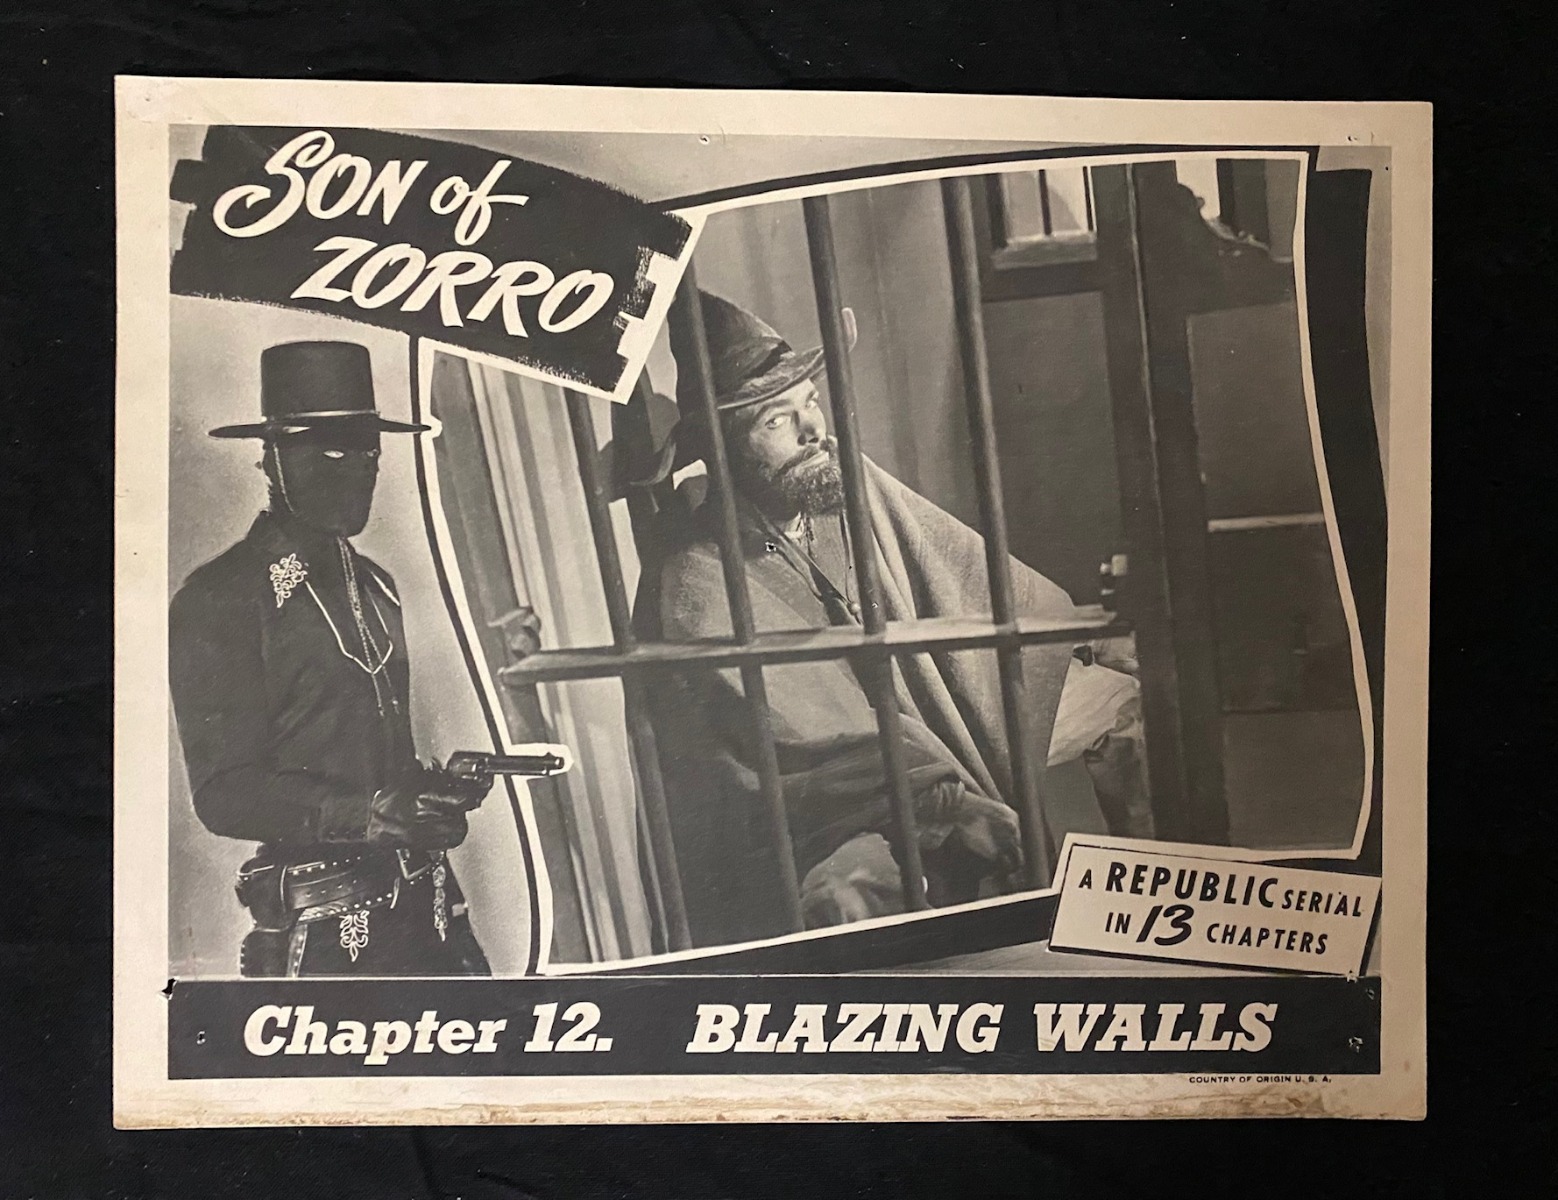 SON of
ZORRO
A REPUBLIC SERIAL
IN 13 CHAPTERS
Chapter 12. BLAZING WALLS
COUNTRY OF ORIGIN U. S. A.